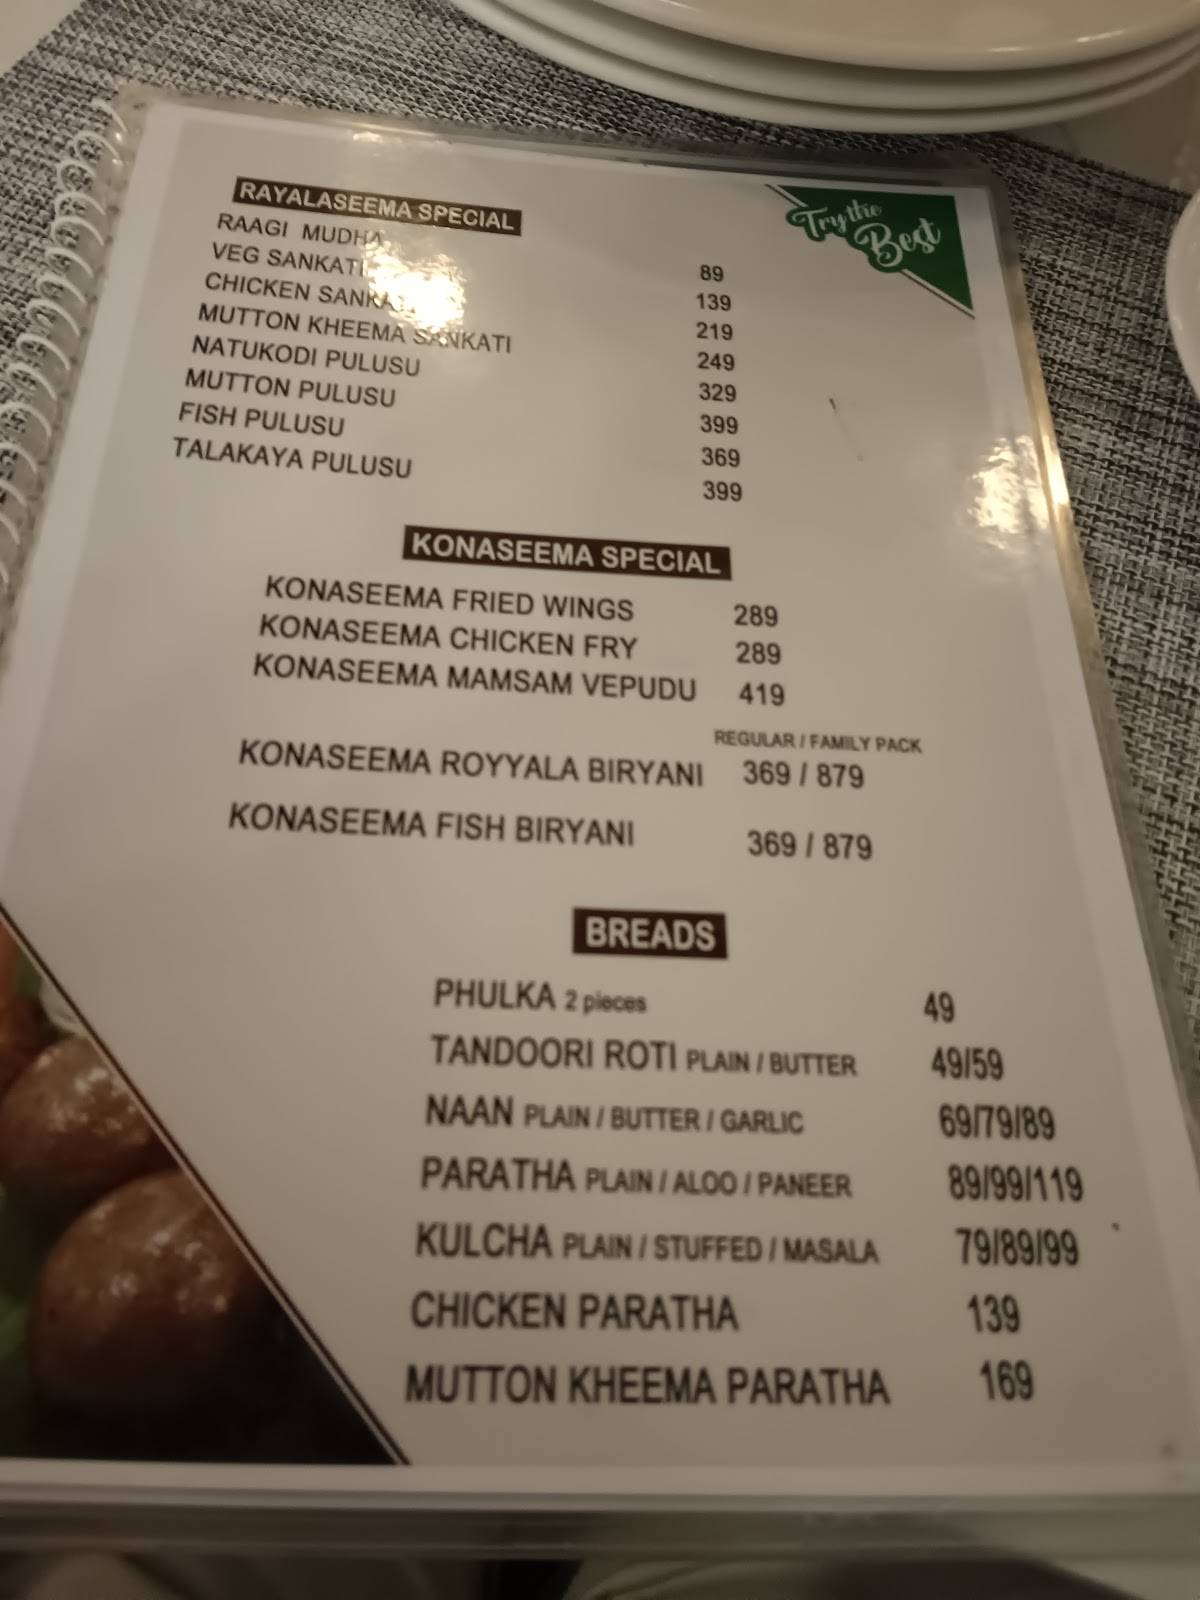 Try the
Best
RAYALASEEMA SPECIAL
RAAGI MUDHA 89
VEG SANKATI 139
CHICKEN SANKATI 219
MUTTON KHEEMA SANKATI 249
NATUKODI PULUSU 329
MUTTON PULUSU 399
FISH PULUSU 369
TALAKAYA PULUSU 399
KONASEEMA SPECIAL
KONASEEMA FRIED WINGS 289
KONASEEMA CHICKEN FRY 289
KONASEEMA MAMSAM VEPUDU 419
REGULAR / FAMILY PACK
KONASEEMA ROYYALA BIRYANI 369 / 879
KONASEEMA FISH BIRYANI 369 / 879
BREADS
PHULKA 2 pieces 49
TANDOORI ROTI PLAIN / BUTTER 49/59
NAAN PLAIN / BUTTER / GARLIC 69/79/89
PARATHA PLAIN / ALOO / PANEER 89/99/119
KULCHA PLAIN / STUFFED / MASALA 79/89/99
CHICKEN PARATHA 139
MUTTON KHEEMA PARATHA 169